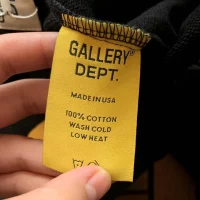 GALLERY®
DEPT.
MADE IN USA
100% COTTON
WASH COLD
LOW HEAT